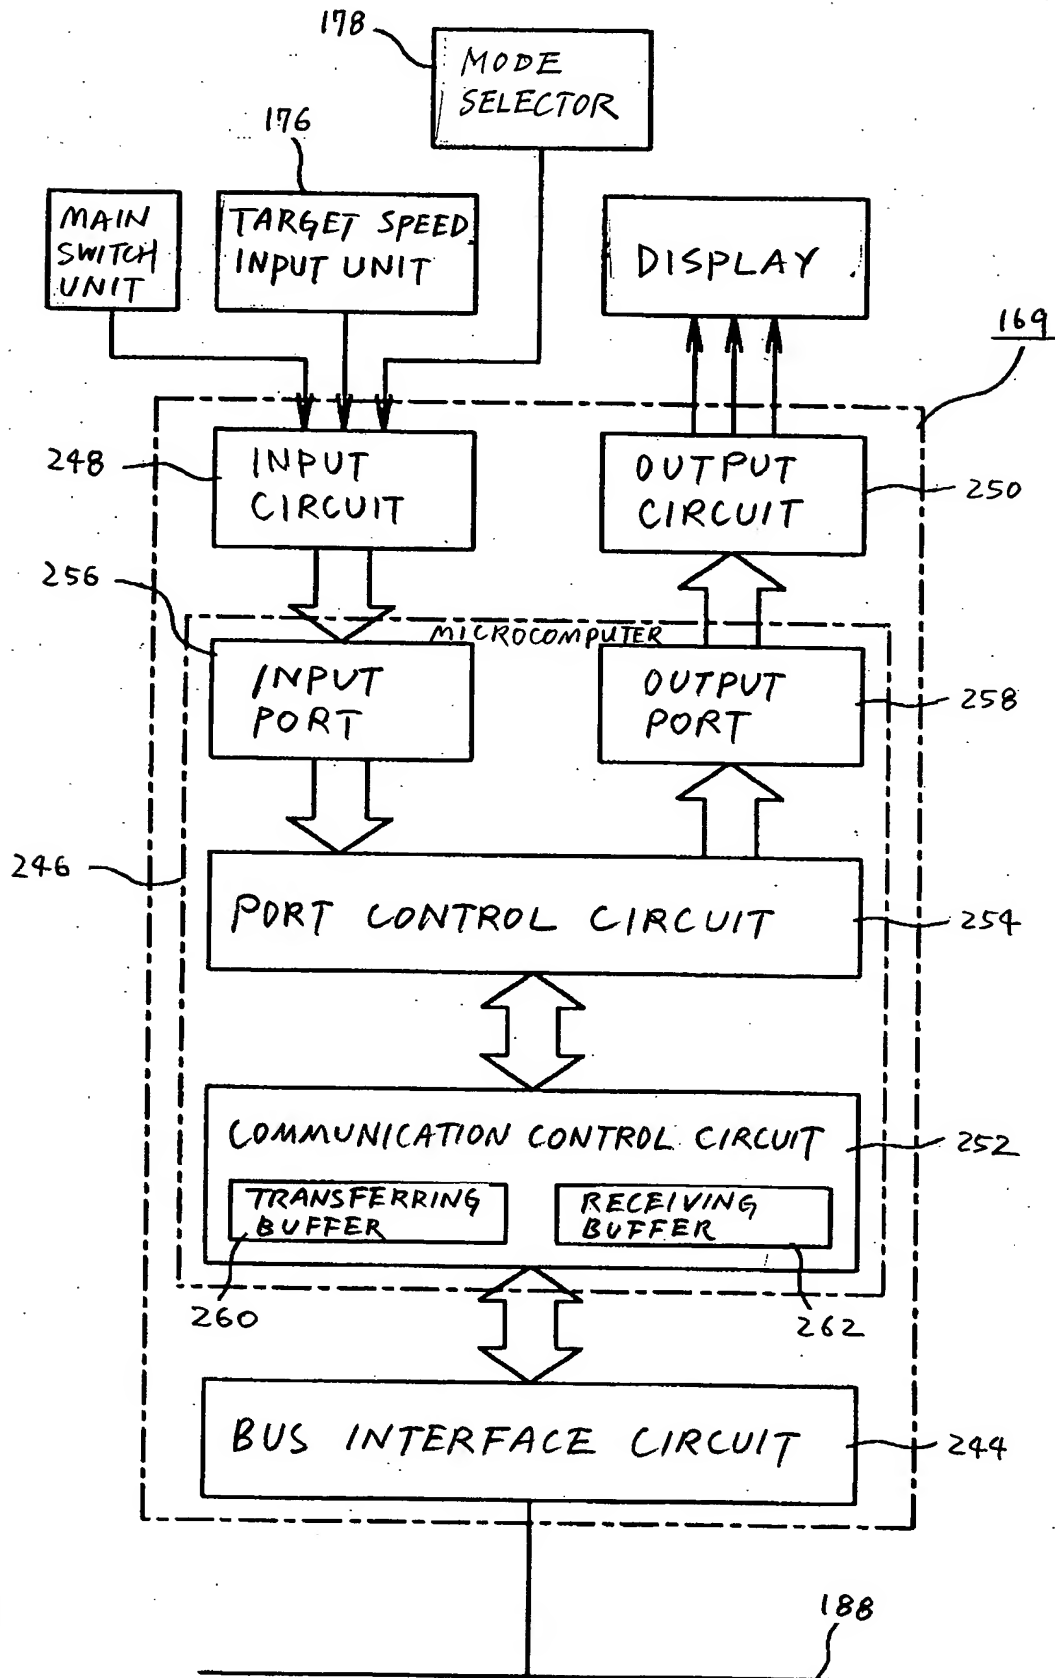 178
MODE
SELECTOR
176
MAIN
SWITCH
UNIT
TARGET SPEED
INPUT UNIT
DISPLAY
169
248
INPUT
CIRCUIT
OUTPUT
CIRCUIT
250
256
MICROCOMPUTER
INPUT
PORT
OUTPUT
PORT
258
246
PORT CONTROL CIRCUIT
254
COMMUNICATION CONTROL CIRCUIT
252
TRANSFERRING
BUFFER
RECEIVING
BUFFER
260
262
BUS INTERFACE CIRCUIT
244
188